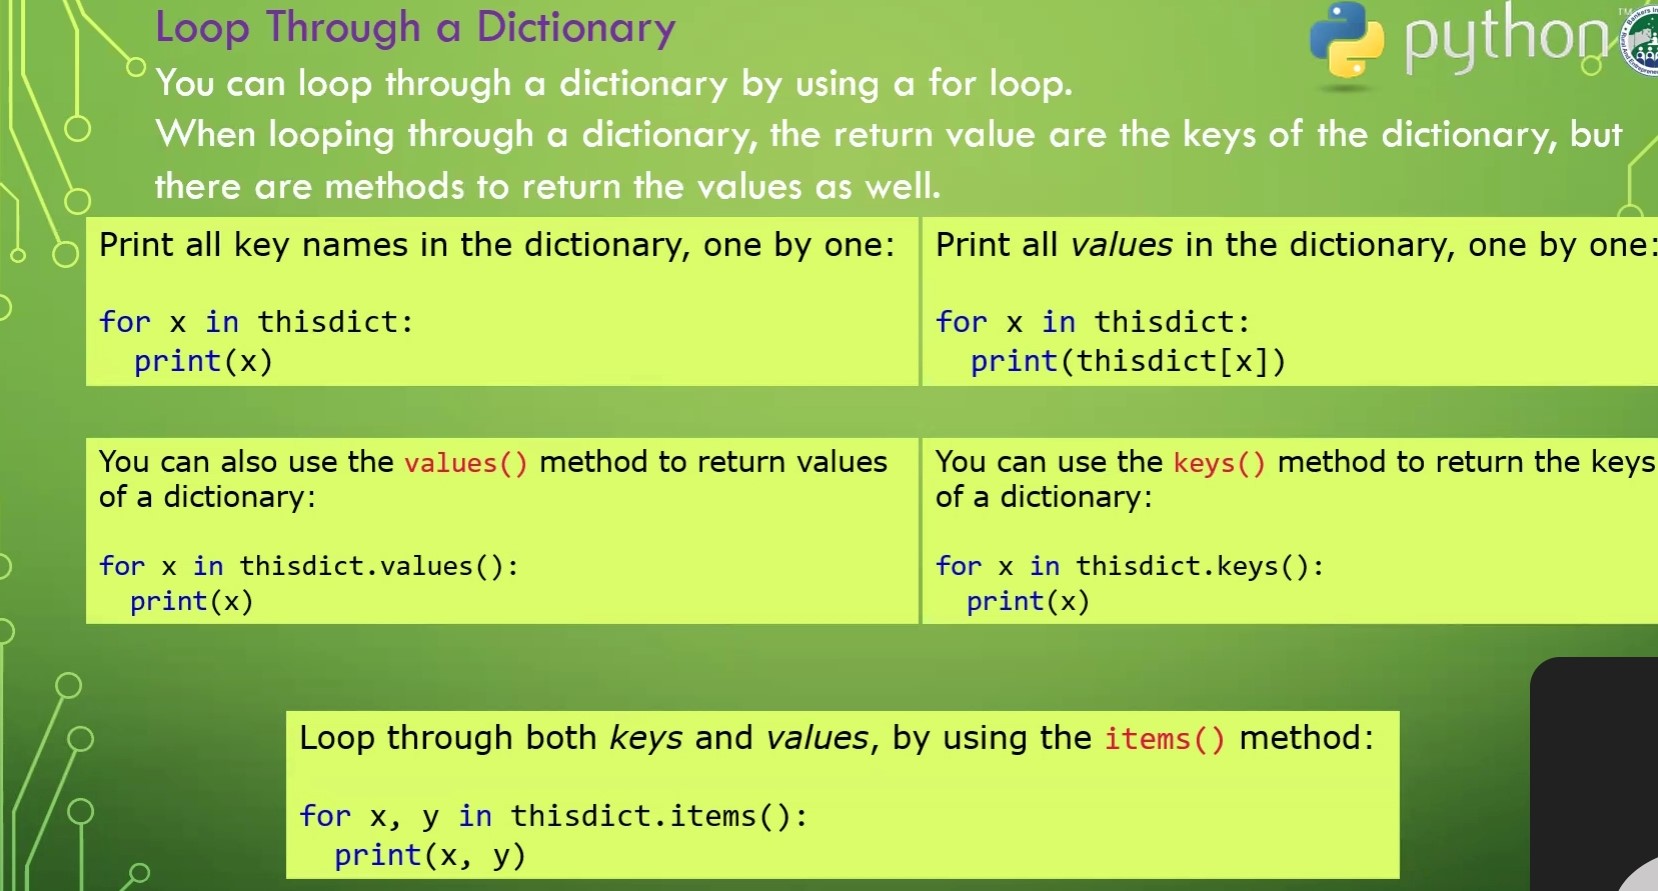 Loop Through a Dictionary
python
TM
You can loop through a dictionary by using a for loop.
When looping through a dictionary, the return value are the keys of the dictionary, but
there are methods to return the values as well.
Print all key names in the dictionary, one by one:
for x in thisdict:
  print(x)
Print all values in the dictionary, one by one:
for x in thisdict:
  print(thisdict[x])
You can also use the values() method to return values
of a dictionary:
for x in thisdict.values():
  print(x)
You can use the keys() method to return the keys
of a dictionary:
for x in thisdict.keys():
  print(x)
Loop through both keys and values, by using the items() method:
for x, y in thisdict.items():
  print(x, y)